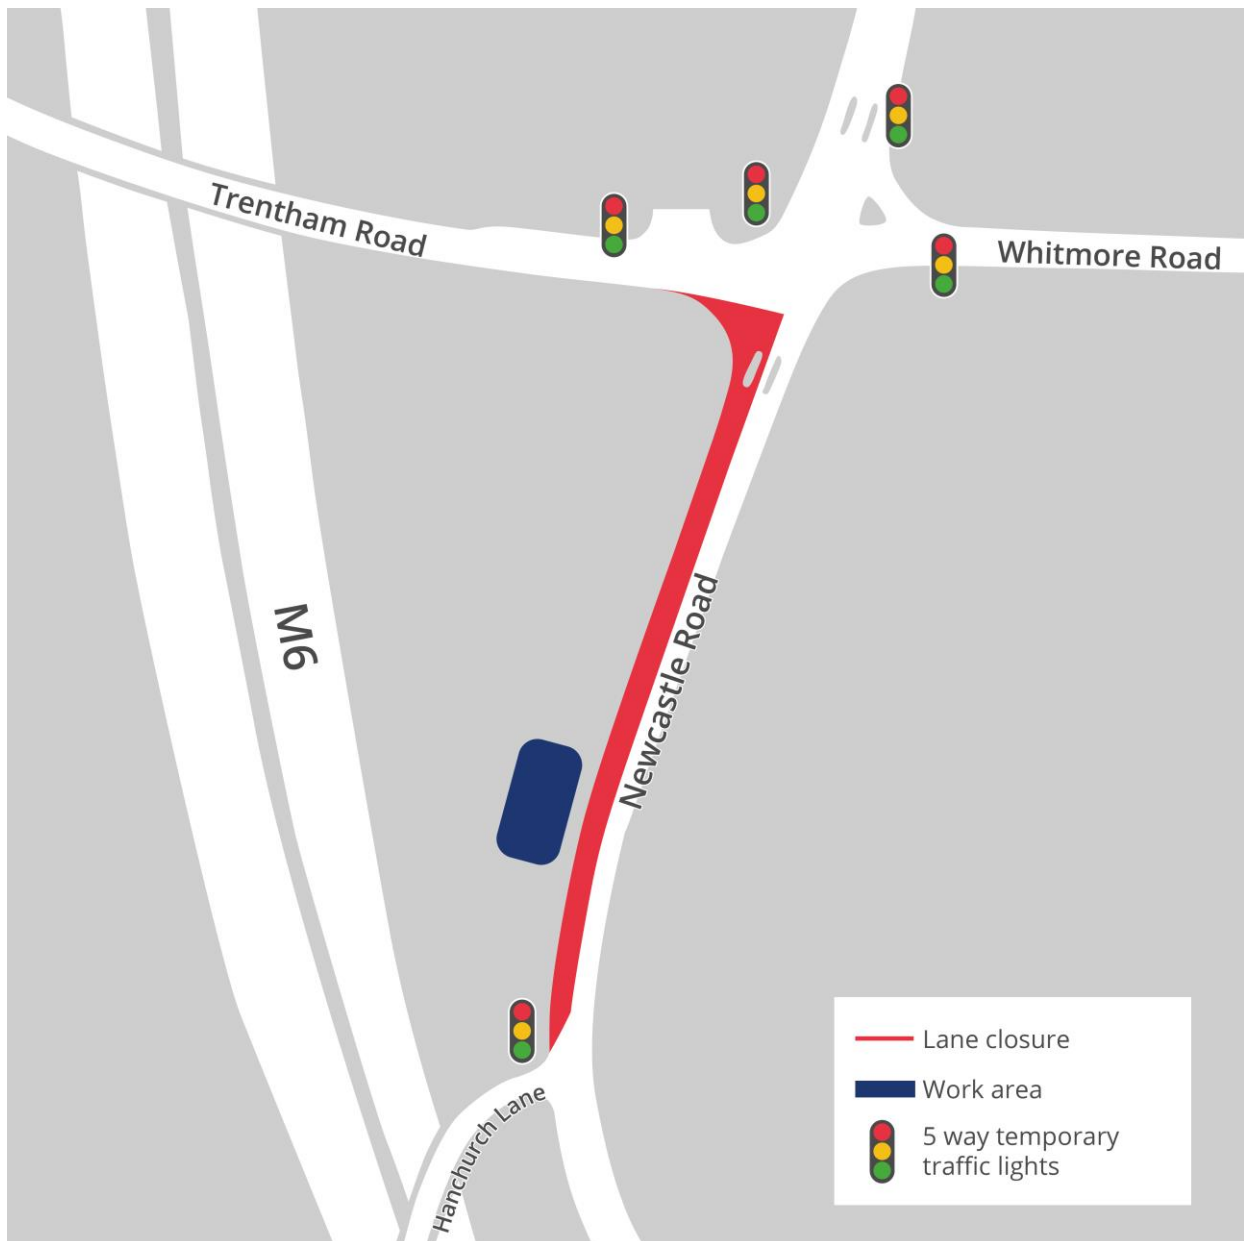 Trentham Road
Whitmore Road
M6
Newcastle Road
Hanchurch Lane
Lane closure
Work area
5 way temporary
traffic lights